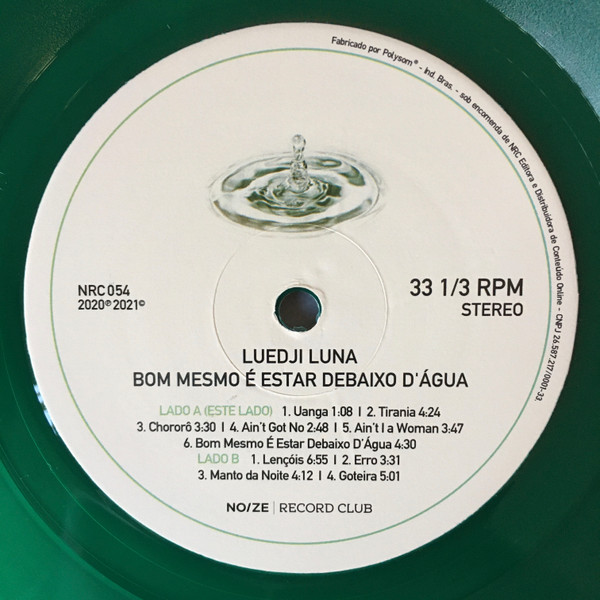 Fabricado por Polysom® - Ind. Bras. - sob encomenda de NRC Editora e Distribuidora de Conteúdo Online - CNPJ 26.587.217/0001-33.
NRC 054
2020℗ 2021©
33 1/3 RPM
STEREO
LUEDJI LUNA
BOM MESMO É ESTAR DEBAIXO D'ÁGUA
LADO A (ESTE LADO) 1. Uanga 1:08 | 2. Tirania 4:24
3. Chororô 3:30 | 4. Ain't Got No 2:48 | 5. Ain't I a Woman 3:47
6. Bom Mesmo É Estar Debaixo D'Água 4:30
LADO B 1. Lençóis 6:55 | 2. Erro 3:31
3. Manto da Noite 4:12 | 4. Goteira 5:01
NO/ZE | RECORD CLUB